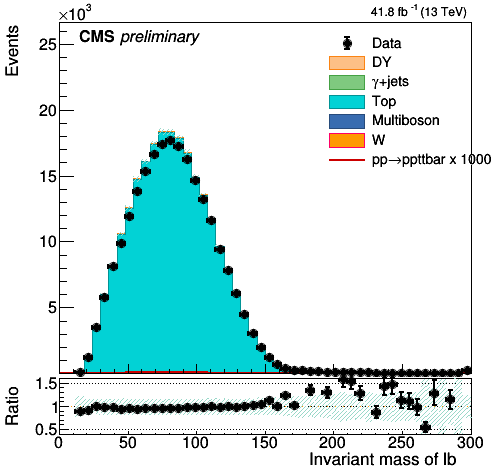 ×10³
41.8 fb⁻¹ (13 TeV)
CMS preliminary
Events
25
20
15
10
5
Data
DY
γ+jets
Top
Multiboson
W
pp→ppttbar x 1000
Ratio
1.5
1
0.5
0 50 100 150 200 250 300
Invariant mass of lb